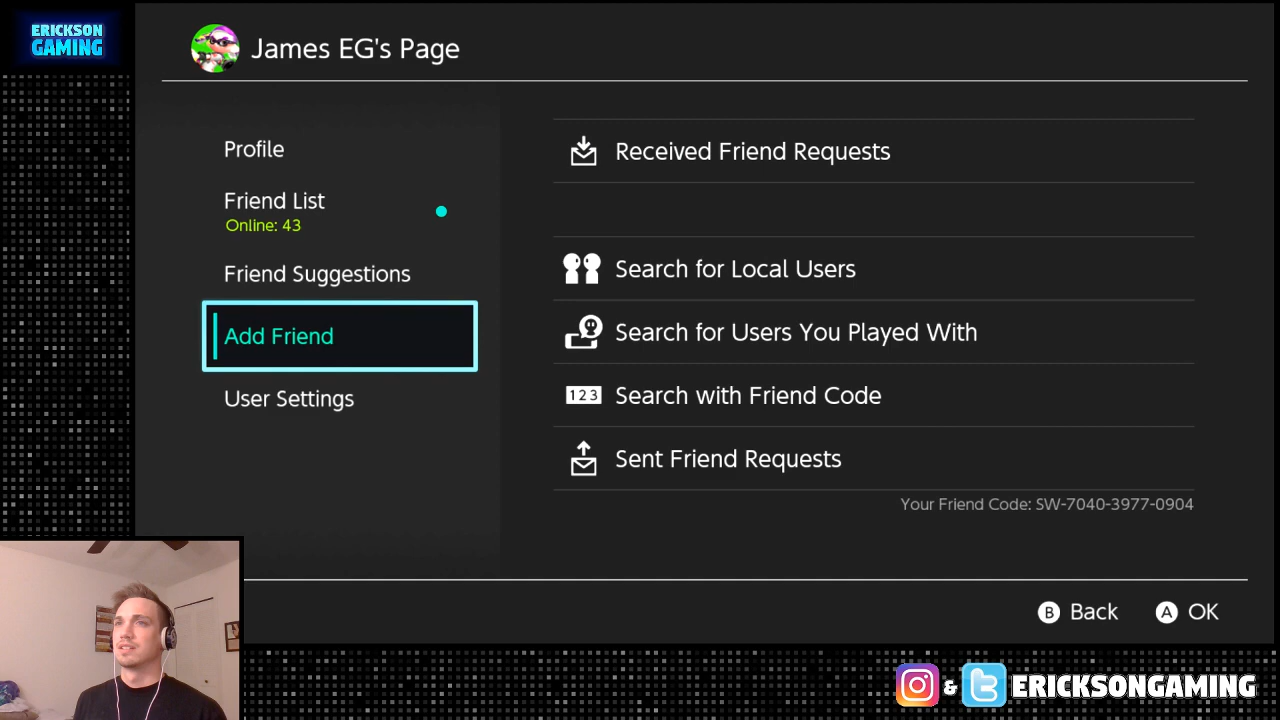 ERICKSON
GAMING
James EG's Page
Profile
Friend List
Online: 43
Friend Suggestions
Add Friend
User Settings
Received Friend Requests
Search for Local Users
Search for Users You Played With
123 Search with Friend Code
Sent Friend Requests
Your Friend Code: SW-7040-3977-0904
B Back A OK
& ERICKSONGAMING